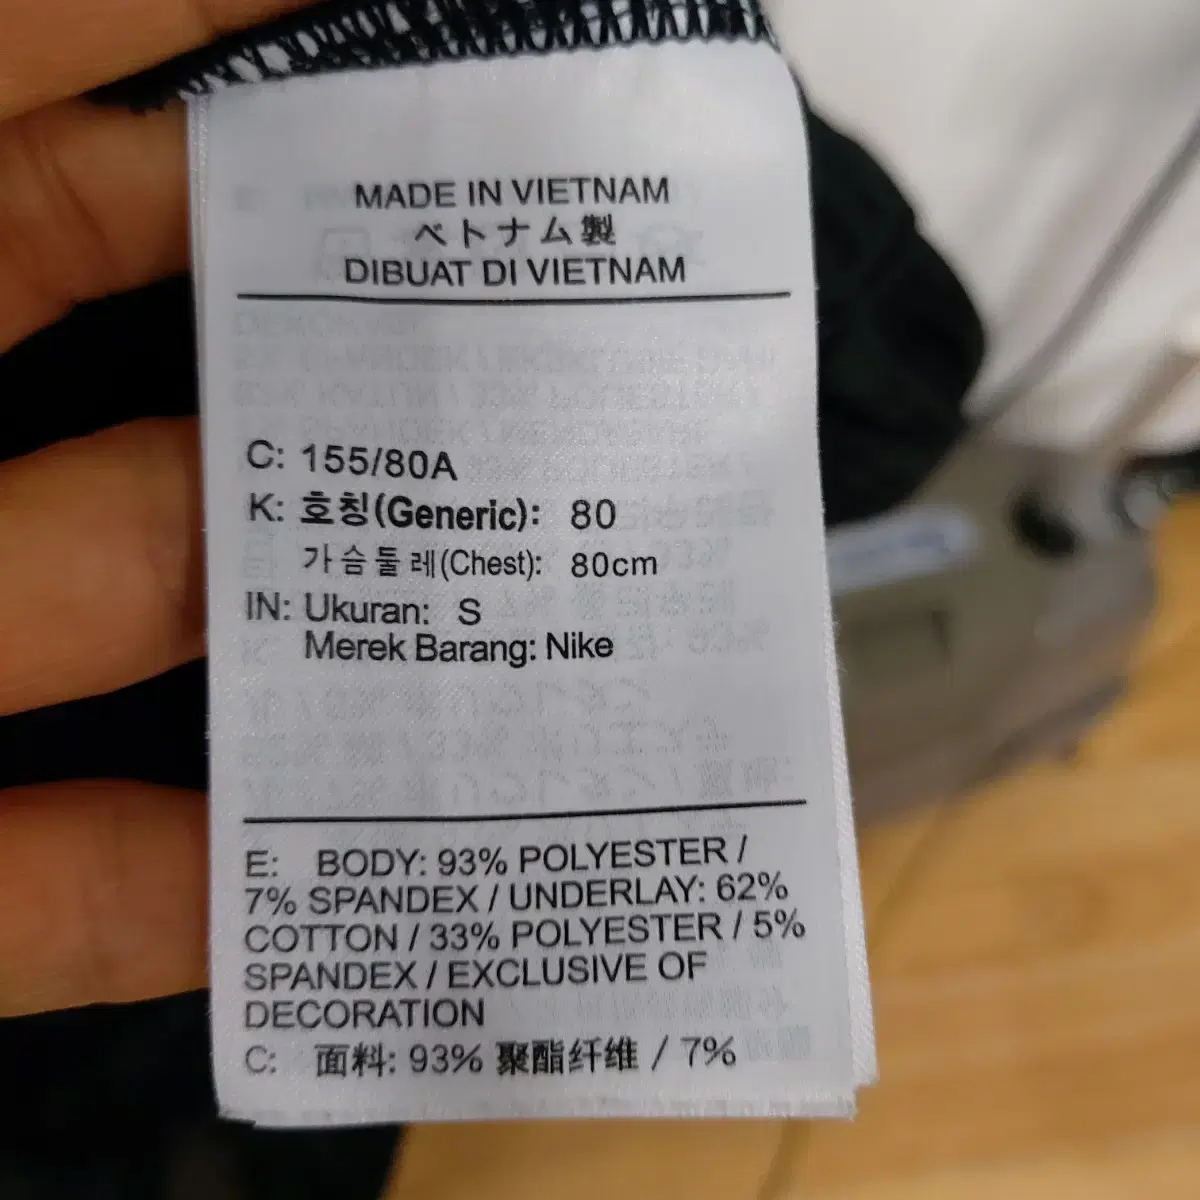 MADE IN VIETNAM
ベトナム製
DIBUAT DI VIETNAM
C: 155/80A
K: 호칭(Generic): 80
가슴둘레(Chest): 80cm
IN: Ukuran: S
Merek Barang: Nike
E: BODY: 93% POLYESTER /
7% SPANDEX / UNDERLAY: 62%
COTTON / 33% POLYESTER / 5%
SPANDEX / EXCLUSIVE OF
DECORATION
C: 面料: 93% 聚酯纤维 / 7%